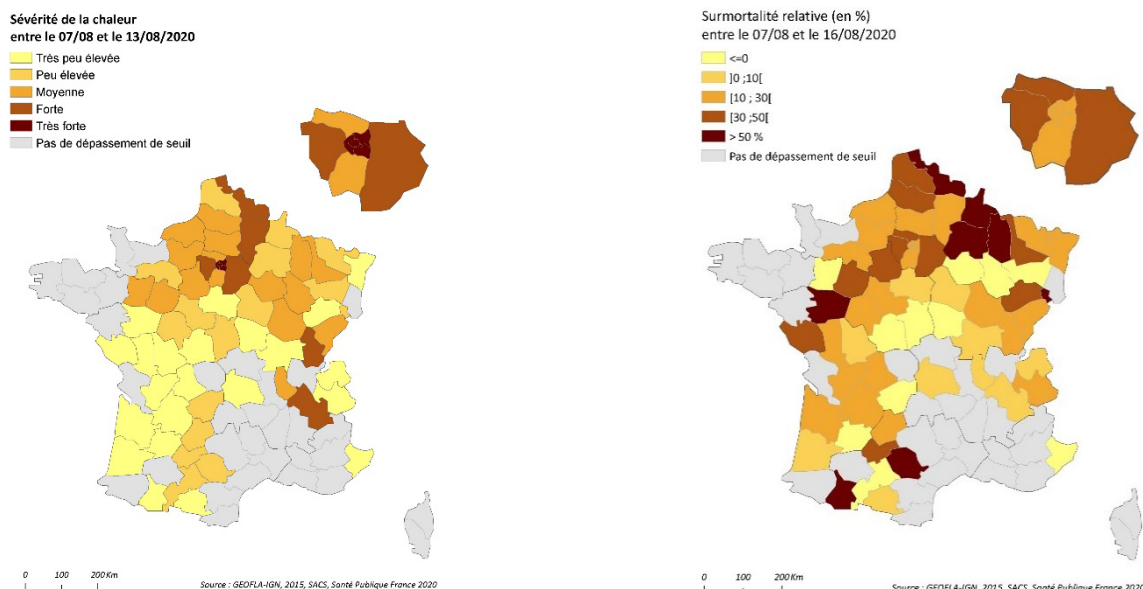 Sévérité de la chaleur
entre le 07/08 et le 13/08/2020
Très peu élevée
Peu élevée
Moyenne
Forte
Très forte
Pas de dépassement de seuil
0 100 200 Km
Source : GEOFLA-IGN, 2015, SACS, Santé Publique France 2020
Surmortalité relative (en %)
entre le 07/08 et le 16/08/2020
<=0
]0 ;10[
[10 ; 30[
[30 ;50[
> 50 %
Pas de dépassement de seuil
0 100 200 Km
Source : GEOFLA-IGN, 2015, SACS, Santé Publique France 2020